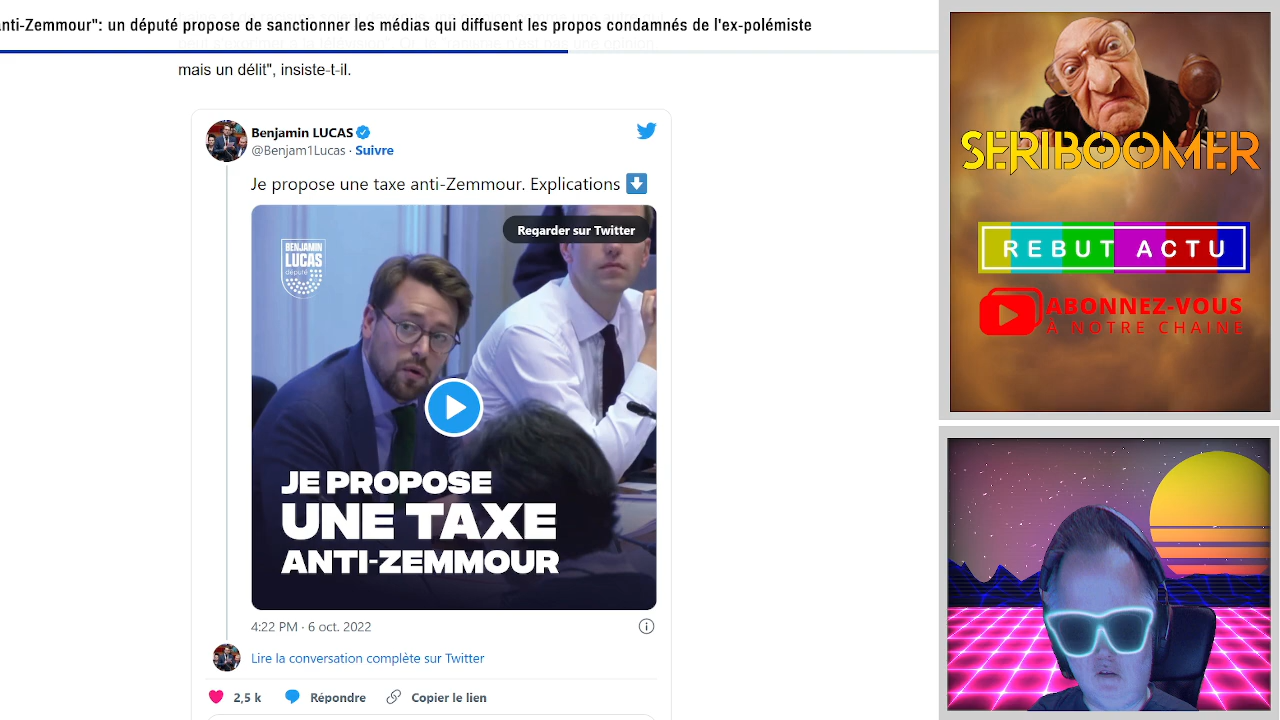 anti-Zemmour": un député propose de sanctionner les médias qui diffusent les propos condamnés de l'ex-polémiste
mais un délit", insiste-t-il.
Benjamin LUCAS
@Benjam1Lucas · Suivre
Je propose une taxe anti-Zemmour. Explications
Regarder sur Twitter
BENJAMIN
LUCAS
député
JE PROPOSE
UNE TAXE
ANTI-ZEMMOUR
4:22 PM · 6 oct. 2022
Lire la conversation complète sur Twitter
2,5 k Répondre Copier le lien
SERIBOOMER
REBUT ACTU
ABONNEZ-VOUS
À NOTRE CHAINE